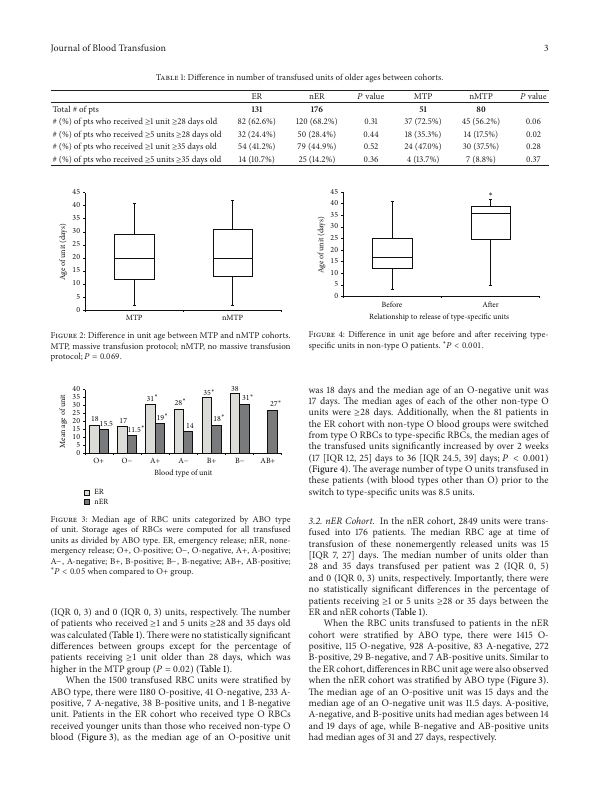 Journal of Blood Transfusion
3
Table 1: Difference in number of transfused units of older ages between cohorts.
ER nER P value MTP nMTP P value
Total # of pts 131 176 51 80
# (%) of pts who received ≥1 unit ≥28 days old 82 (62.6%) 120 (68.2%) 0.31 37 (72.5%) 45 (56.2%) 0.06
# (%) of pts who received ≥5 units ≥28 days old 32 (24.4%) 50 (28.4%) 0.44 18 (35.3%) 14 (17.5%) 0.02
# (%) of pts who received ≥1 unit ≥35 days old 54 (41.2%) 79 (44.9%) 0.52 24 (47.0%) 30 (37.5%) 0.28
# (%) of pts who received ≥5 units ≥35 days old 14 (10.7%) 25 (14.2%) 0.36 4 (13.7%) 7 (8.8%) 0.37
45
40
35
30
25
20
15
10
5
0
Age of unit (days)
MTP nMTP
Figure 2: Difference in unit age between MTP and nMTP cohorts.
MTP, massive transfusion protocol; nMTP, no massive transfusion
protocol; P = 0.069.
40
35
30
25
20
15
10
5
0
Mean age of unit
18 15.5 17 11.5* 31* 19* 28* 14 35* 18* 38 31* 27*
O+ O− A+ A− B+ B− AB+
Blood type of unit
ER
nER
Figure 3: Median age of RBC units categorized by ABO type
of unit. Storage ages of RBCs were computed for all transfused
units as divided by ABO type. ER, emergency release; nER, none-
mergency release; O+, O-positive; O−, O-negative, A+, A-positive;
A−, A-negative; B+, B-positive; B−, B-negative; AB+, AB-positive;
*P < 0.05 when compared to O+ group.
(IQR 0, 3) and 0 (IQR 0, 3) units, respectively. The number
of patients who received ≥1 and 5 units ≥28 and 35 days old
was calculated (Table 1). There were no statistically significant
differences between groups except for the percentage of
patients receiving ≥1 unit older than 28 days, which was
higher in the MTP group (P = 0.02) (Table 1).
When the 1500 transfused RBC units were stratified by
ABO type, there were 1180 O-positive, 41 O-negative, 233 A-
positive, 7 A-negative, 38 B-positive units, and 1 B-negative
unit. Patients in the ER cohort who received type O RBCs
received younger units than those who received non-type O
blood (Figure 3), as the median age of an O-positive unit
45
40
35
30
25
20
15
10
5
0
Age of unit (days)
*
Before After
Relationship to release of type-specific units
Figure 4: Difference in unit age before and after receiving type-
specific units in non-type O patients. *P < 0.001.
was 18 days and the median age of an O-negative unit was
17 days. The median ages of each of the other non-type O
units were ≥28 days. Additionally, when the 81 patients in
the ER cohort with non-type O blood groups were switched
from type O RBCs to type-specific RBCs, the median ages of
the transfused units significantly increased by over 2 weeks
(17 [IQR 12, 25] days to 36 [IQR 24.5, 39] days; P < 0.001)
(Figure 4). The average number of type O units transfused in
these patients (with blood types other than O) prior to the
switch to type-specific units was 8.5 units.
3.2. nER Cohort. In the nER cohort, 2849 units were trans-
fused into 176 patients. The median RBC age at time of
transfusion of these nonemergently released units was 15
[IQR 7, 27] days. The median number of units older than
28 and 35 days transfused per patient was 2 (IQR 0, 5)
and 0 (IQR 0, 3) units, respectively. Importantly, there were
no statistically significant differences in the percentage of
patients receiving ≥1 or 5 units ≥28 or 35 days between the
ER and nER cohorts (Table 1).
When the RBC units transfused to patients in the nER
cohort were stratified by ABO type, there were 1415 O-
positive, 115 O-negative, 928 A-positive, 83 A-negative, 272
B-positive, 29 B-negative, and 7 AB-positive units. Similar to
the ER cohort, differences in RBC unit age were also observed
when the nER cohort was stratified by ABO type (Figure 3).
The median age of an O-positive unit was 15 days and the
median age of an O-negative unit was 11.5 days. A-positive,
A-negative, and B-positive units had median ages between 14
and 19 days of age, while B-negative and AB-positive units
had median ages of 31 and 27 days, respectively.